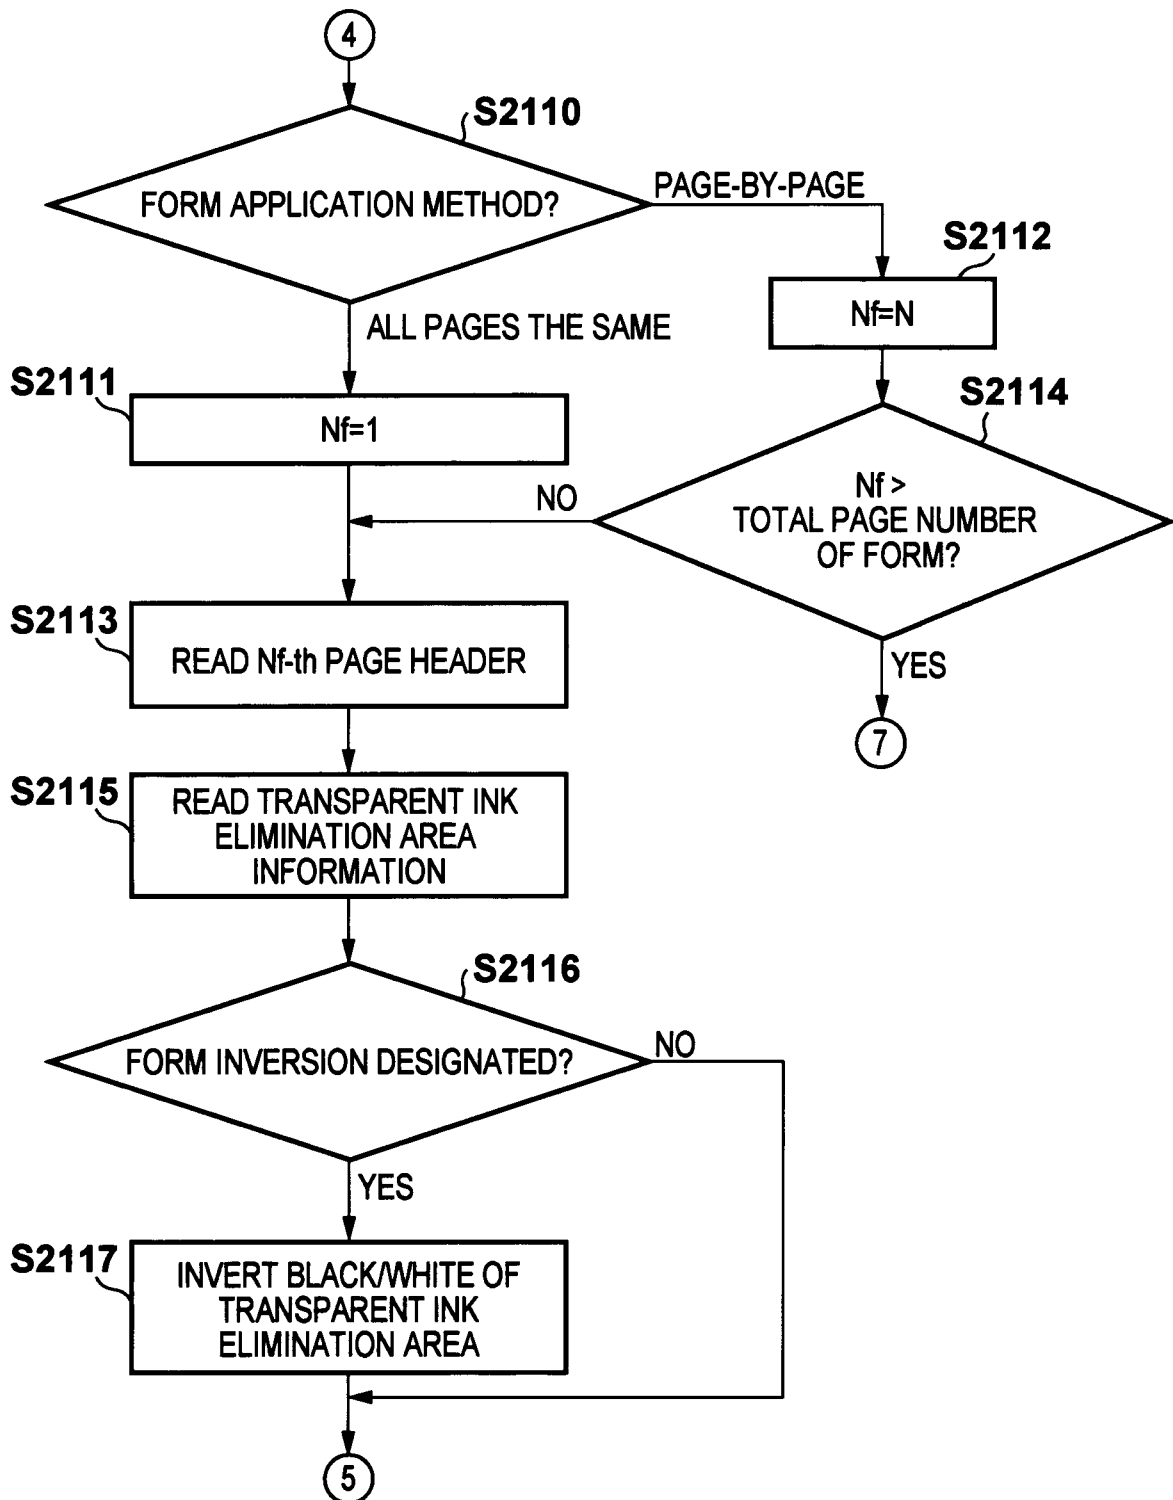 4
S2110
FORM APPLICATION METHOD?
PAGE-BY-PAGE
S2112
Nf=N
ALL PAGES THE SAME
S2111
Nf=1
S2114
Nf >
TOTAL PAGE NUMBER
OF FORM?
NO
YES
7
S2113
READ Nf-th PAGE HEADER
S2115
READ TRANSPARENT INK
ELIMINATION AREA
INFORMATION
S2116
FORM INVERSION DESIGNATED?
NO
YES
S2117
INVERT BLACK/WHITE OF
TRANSPARENT INK
ELIMINATION AREA
5